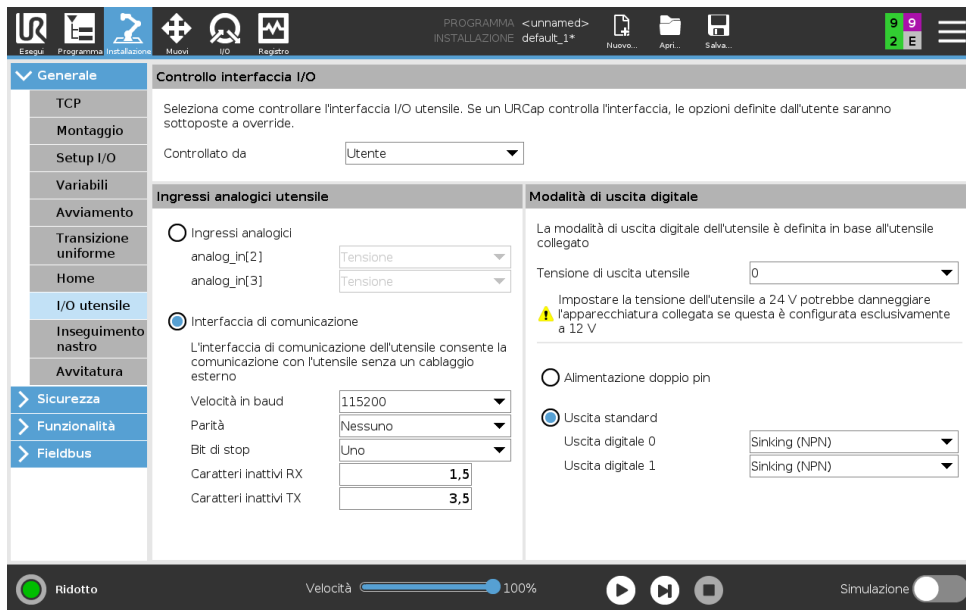 PROGRAMMA <unnamed>
INSTALLAZIONE default_1*
UR
Esegui
Programma
Installazione
Muovi
I/O
Registro
Nuovo...
Apri...
Salva...
9 9
2 E
Generale
TCP
Montaggio
Setup I/O
Variabili
Avviamento
Transizione
uniforme
Home
I/O utensile
Inseguimento
nastro
Avvitatura
Sicurezza
Funzionalità
Fieldbus
Controllo interfaccia I/O
Seleziona come controllare l'interfaccia I/O utensile. Se un URCap controlla l'interfaccia, le opzioni definite dall'utente saranno
sottoposte a override.
Controllato da Utente
Ingressi analogici utensile
Ingressi analogici
analog_in[2] Tensione
analog_in[3] Tensione
Interfaccia di comunicazione
L'interfaccia di comunicazione dell'utensile consente la
comunicazione con l'utensile senza un cablaggio
esterno
Velocità in baud 115200
Parità Nessuno
Bit di stop Uno
Caratteri inattivi RX 1,5
Caratteri inattivi TX 3,5
Modalità di uscita digitale
La modalità di uscita digitale dell'utensile è definita in base all'utensile
collegato
Tensione di uscita utensile 0
Impostare la tensione dell'utensile a 24 V potrebbe danneggiare
l'apparecchiatura collegata se questa è configurata esclusivamente
a 12 V
Alimentazione doppio pin
Uscita standard
Uscita digitale 0 Sinking (NPN)
Uscita digitale 1 Sinking (NPN)
Ridotto
Velocità 100%
Simulazione